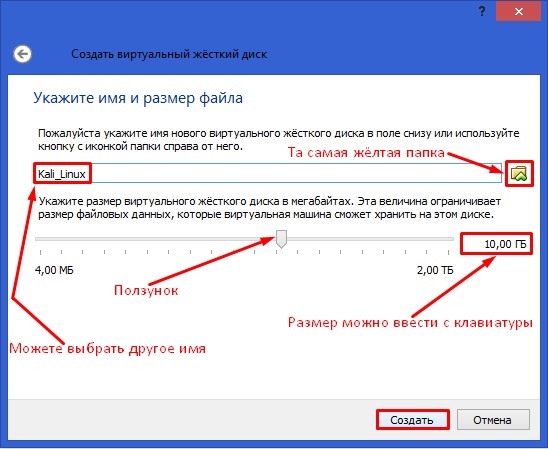 ?
Создать виртуальный жёсткий диск
Укажите имя и размер файла
Пожалуйста укажите имя нового виртуального жёсткого диска в поле снизу или используйте
кнопку с иконкой папки справа от него.
Та самая жёлтая папка
Kali_Linux
Укажите размер виртуального жёсткого диска в мегабайтах. Эта величина ограничивает
размер файловых данных, которые виртуальная машина сможет хранить на этом диске.
10,00 ГБ
4,00 МБ
2,00 ТБ
Ползунок
Размер можно ввести с клавиатуры
Можете выбрать другое имя
Создать
Отмена